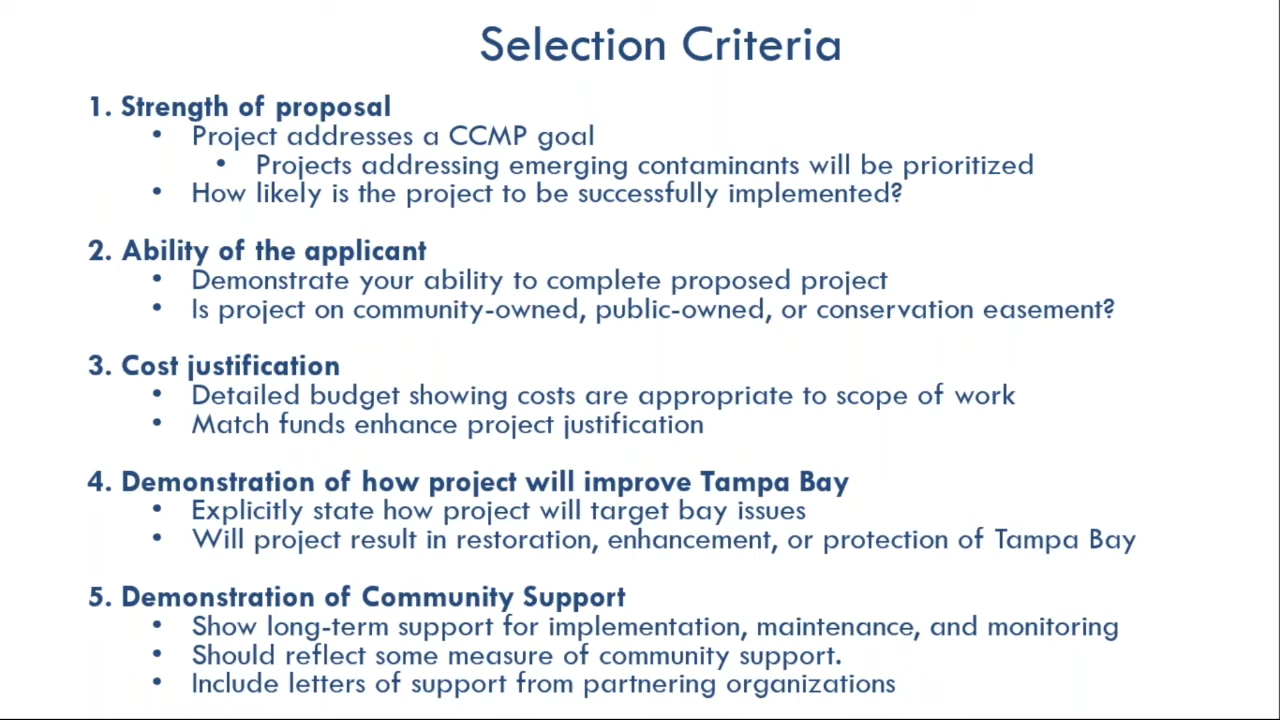 Selection Criteria
1. Strength of proposal
• Project addresses a CCMP goal
• Projects addressing emerging contaminants will be prioritized
• How likely is the project to be successfully implemented?
2. Ability of the applicant
• Demonstrate your ability to complete proposed project
• Is project on community-owned, public-owned, or conservation easement?
3. Cost justification
• Detailed budget showing costs are appropriate to scope of work
• Match funds enhance project justification
4. Demonstration of how project will improve Tampa Bay
• Explicitly state how project will target bay issues
• Will project result in restoration, enhancement, or protection of Tampa Bay
5. Demonstration of Community Support
• Show long-term support for implementation, maintenance, and monitoring
• Should reflect some measure of community support.
• Include letters of support from partnering organizations